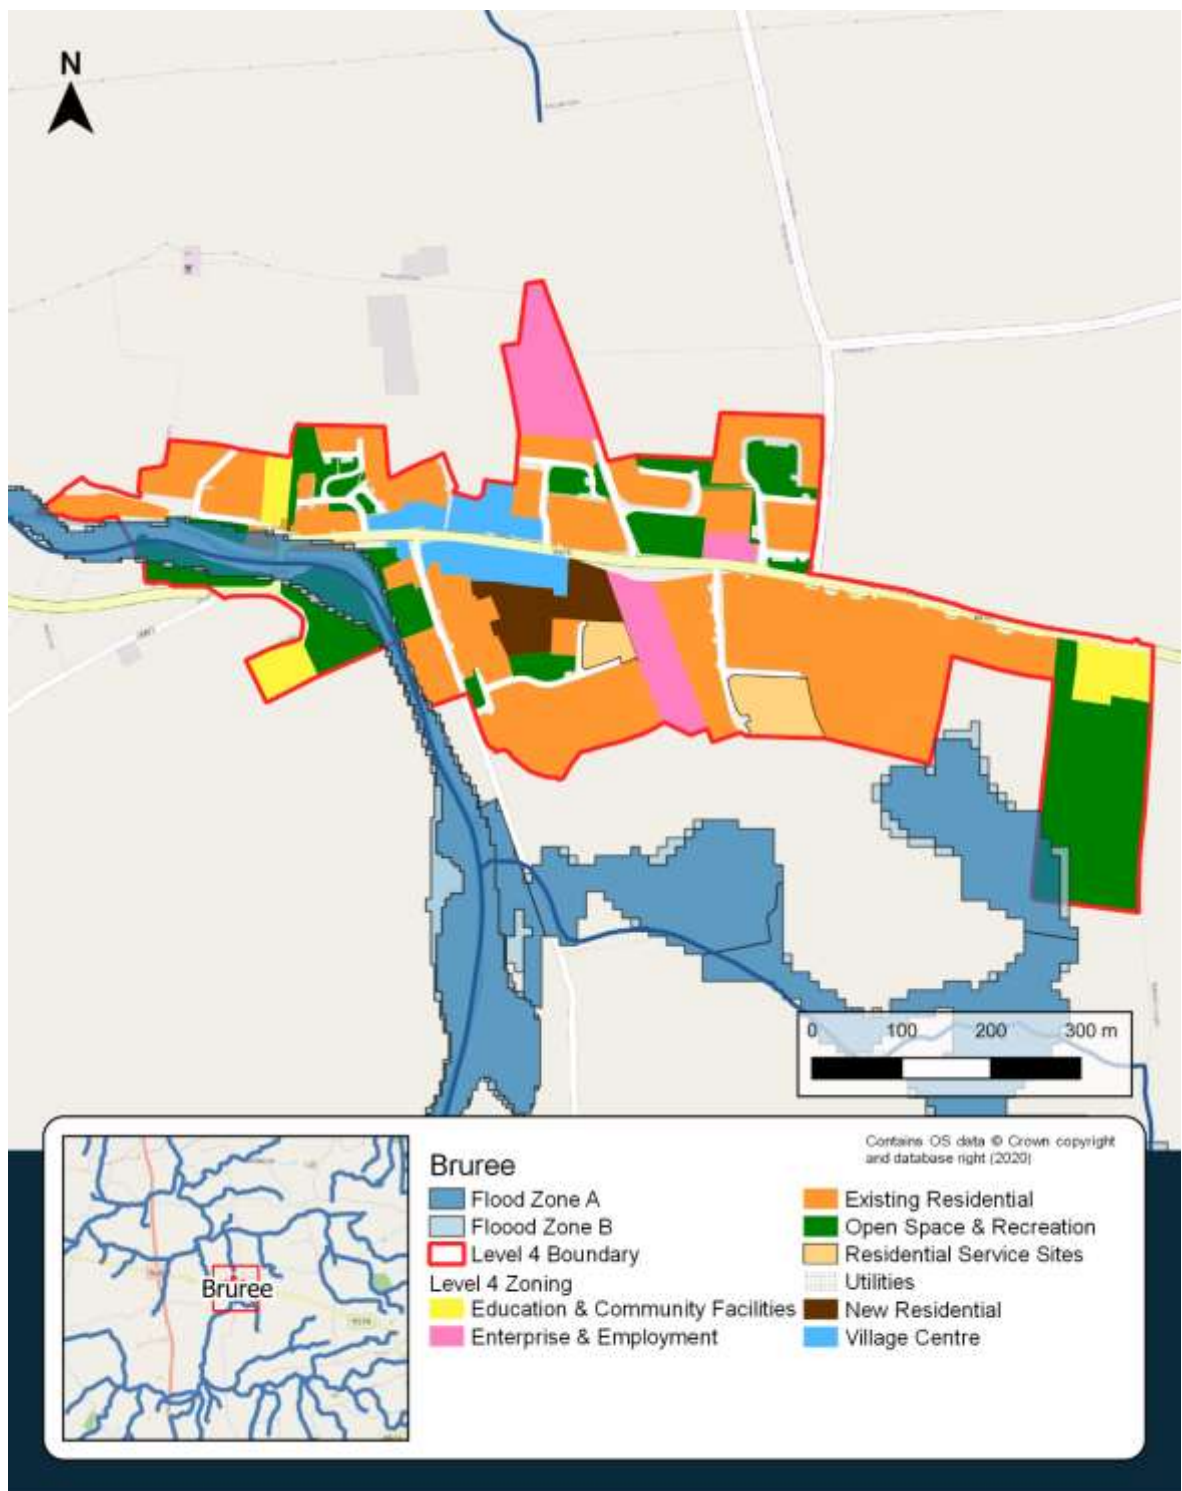 N
0 100 200 300 m
Contains OS data © Crown copyright
and database right (2020)
Bruree
Flood Zone A
Floood Zone B
Level 4 Boundary
Level 4 Zoning
Education & Community Facilities
Enterprise & Employment
Existing Residential
Open Space & Recreation
Residential Service Sites
Utilities
New Residential
Village Centre
Bruree